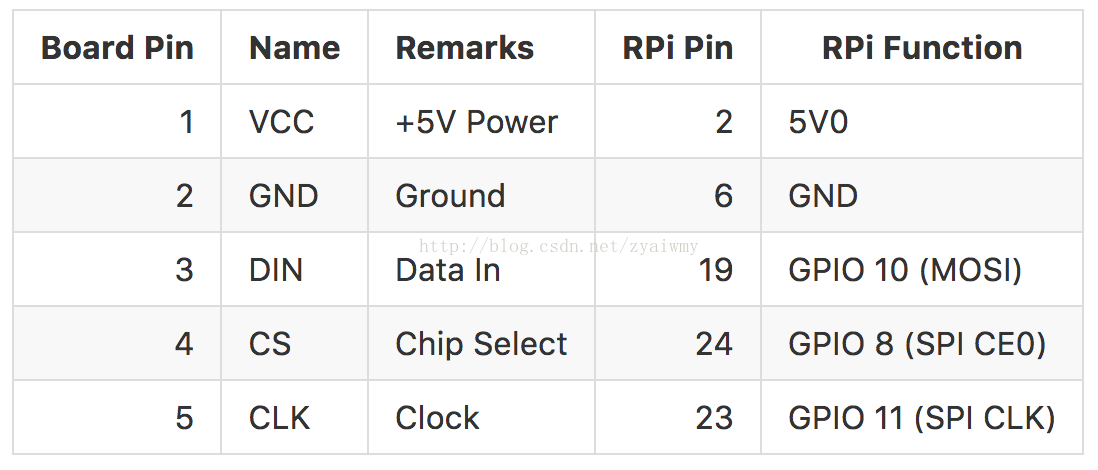 Board Pin Name Remarks RPi Pin RPi Function
1 VCC +5V Power 2 5V0
2 GND Ground 6 GND
http://blog.csdn.net/zyaiwmy
3 DIN Data In 19 GPIO 10 (MOSI)
4 CS Chip Select 24 GPIO 8 (SPI CE0)
5 CLK Clock 23 GPIO 11 (SPI CLK)